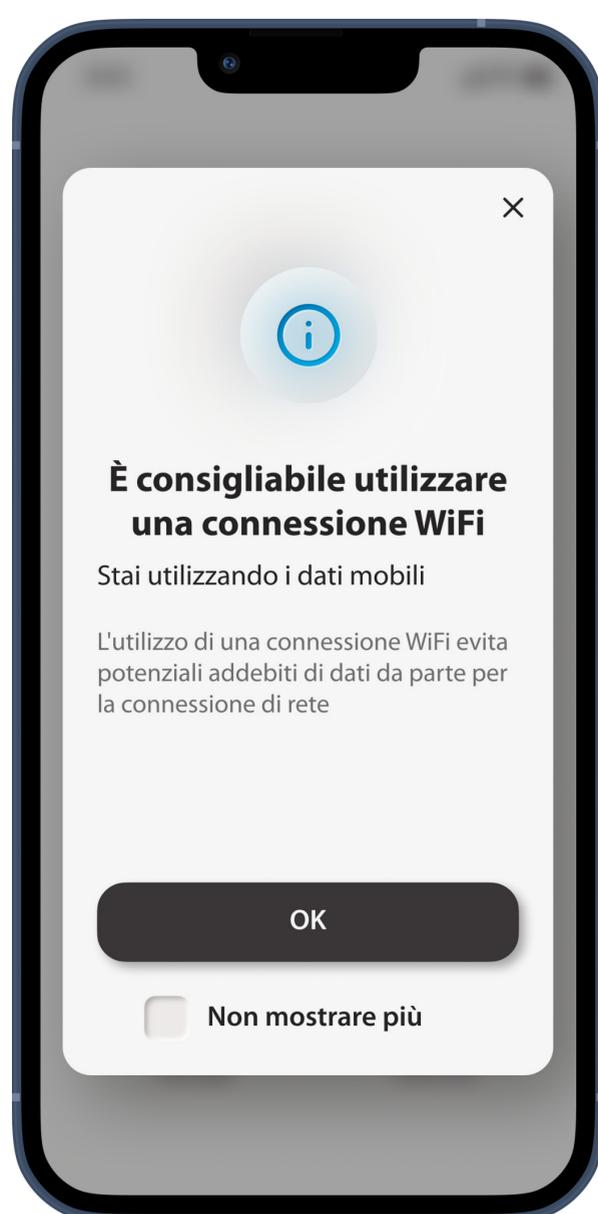 È consigliabile utilizzare
una connessione WiFi
Stai utilizzando i dati mobili
L'utilizzo di una connessione WiFi evita
potenziali addebiti di dati da parte per
la connessione di rete
OK
Non mostrare più